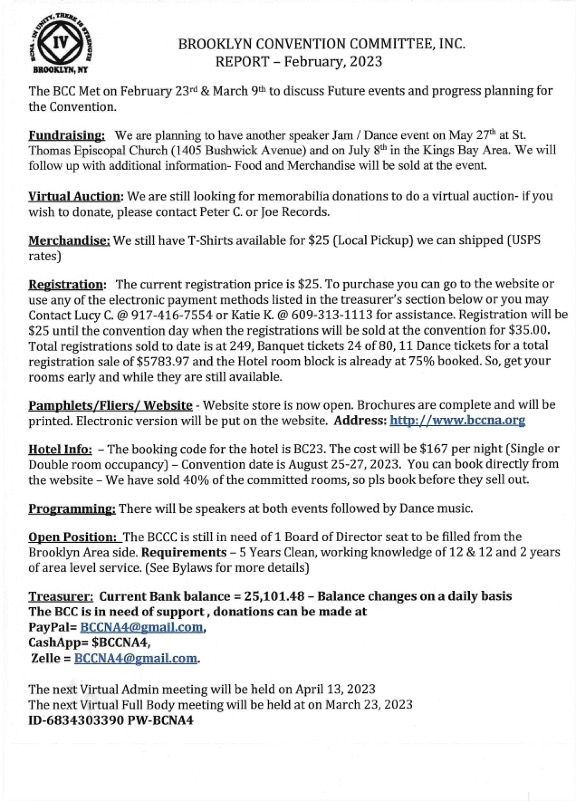 BCNA - IN UNITY, THERE IS STRENGTH
IV
BROOKLYN, NY
BROOKLYN CONVENTION COMMITTEE, INC.
REPORT – February, 2023
The BCC Met on February 23rd & March 9th to discuss Future events and progress planning for
the Convention.
Fundraising: We are planning to have another speaker Jam / Dance event on May 27th at St.
Thomas Episcopal Church (1405 Bushwick Avenue) and on July 8th in the Kings Bay Area. We will
follow up with additional information- Food and Merchandise will be sold at the event.
Virtual Auction: We are still looking for memorabilia donations to do a virtual auction- if you
wish to donate, please contact Peter C. or Joe Records.
Merchandise: We still have T-Shirts available for $25 (Local Pickup) we can shipped (USPS
rates)
Registration: The current registration price is $25. To purchase you can go to the website or
use any of the electronic payment methods listed in the treasurer's section below or you may
Contact Lucy C. @ 917-416-7554 or Katie K. @ 609-313-1113 for assistance. Registration will be
$25 until the convention day when the registrations will be sold at the convention for $35.00.
Total registrations sold to date is at 249, Banquet tickets 24 of 80, 11 Dance tickets for a total
registration sale of $5783.97 and the Hotel room block is already at 75% booked. So, get your
rooms early and while they are still available.
Pamphlets/Fliers/ Website - Website store is now open. Brochures are complete and will be
printed. Electronic version will be put on the website. Address: http://www.bccna.org
Hotel Info: – The booking code for the hotel is BC23. The cost will be $167 per night (Single or
Double room occupancy) – Convention date is August 25-27, 2023. You can book directly from
the website – We have sold 40% of the committed rooms, so pls book before they sell out.
Programming: There will be speakers at both events followed by Dance music.
Open Position: The BCCC is still in need of 1 Board of Director seat to be filled from the
Brooklyn Area side. Requirements – 5 Years Clean, working knowledge of 12 & 12 and 2 years
of area level service. (See Bylaws for more details)
Treasurer: Current Bank balance = 25,101.48 – Balance changes on a daily basis
The BCC is in need of support , donations can be made at
PayPal= BCCNA4@gmail.com,
CashApp= $BCCNA4,
Zelle = BCCNA4@gmail.com.
The next Virtual Admin meeting will be held on April 13, 2023
The next Virtual Full Body meeting will be held at on March 23, 2023
ID-6834303390 PW-BCNA4